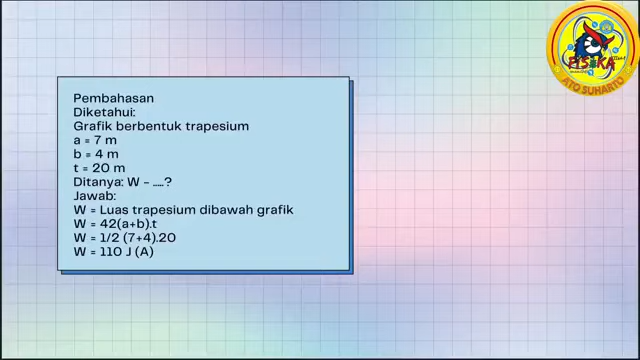 Pembahasan
Diketahui:
Grafik berbentuk trapesium
a = 7 m
b = 4 m
t = 20 m
Ditanya: W - .....?
Jawab:
W = Luas trapesium dibawah grafik
W = 42(a+b).t
W = 1/2 (7+4).20
W = 110 J (A)
FISIKA
ATO SUHARTO